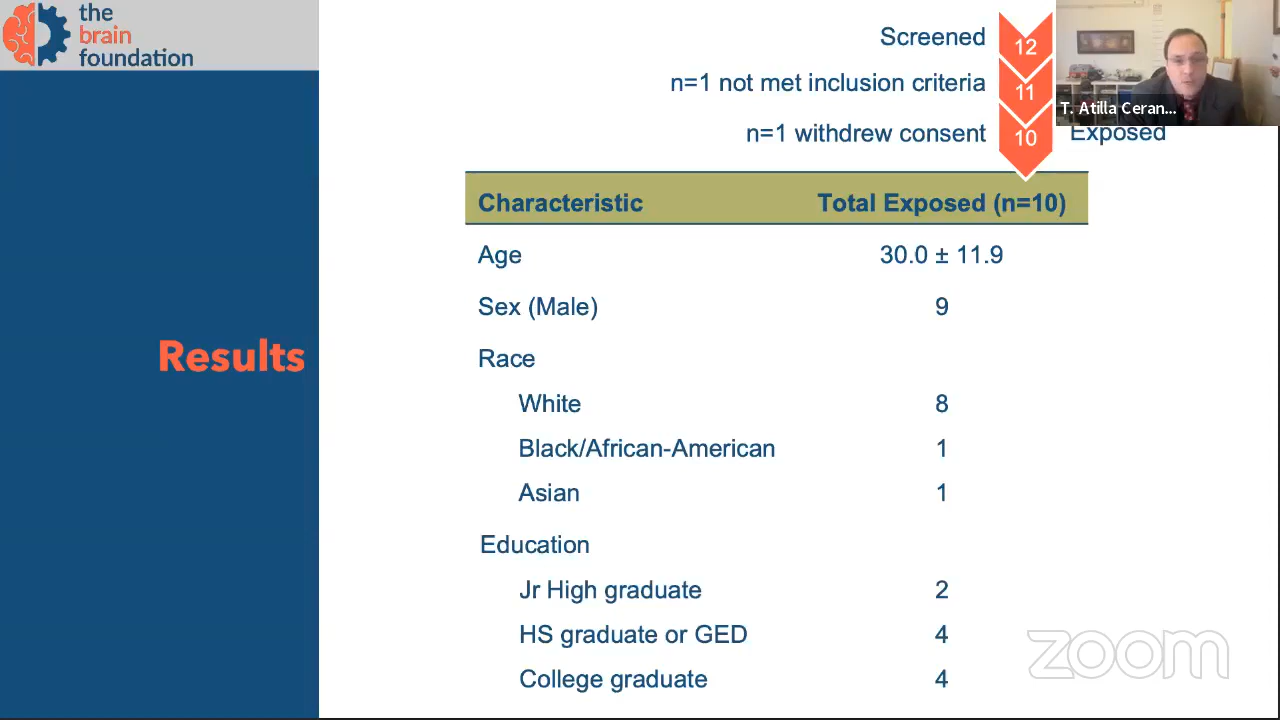 the
brain
foundation
Screened 12
n=1 not met inclusion criteria 11
n=1 withdrew consent 10 Exposed
T. Atilla Ceran...
Characteristic Total Exposed (n=10)
Age 30.0 ± 11.9
Sex (Male) 9
Results
Race
White 8
Black/African-American 1
Asian 1
Education
Jr High graduate 2
HS graduate or GED 4
College graduate 4
zoom